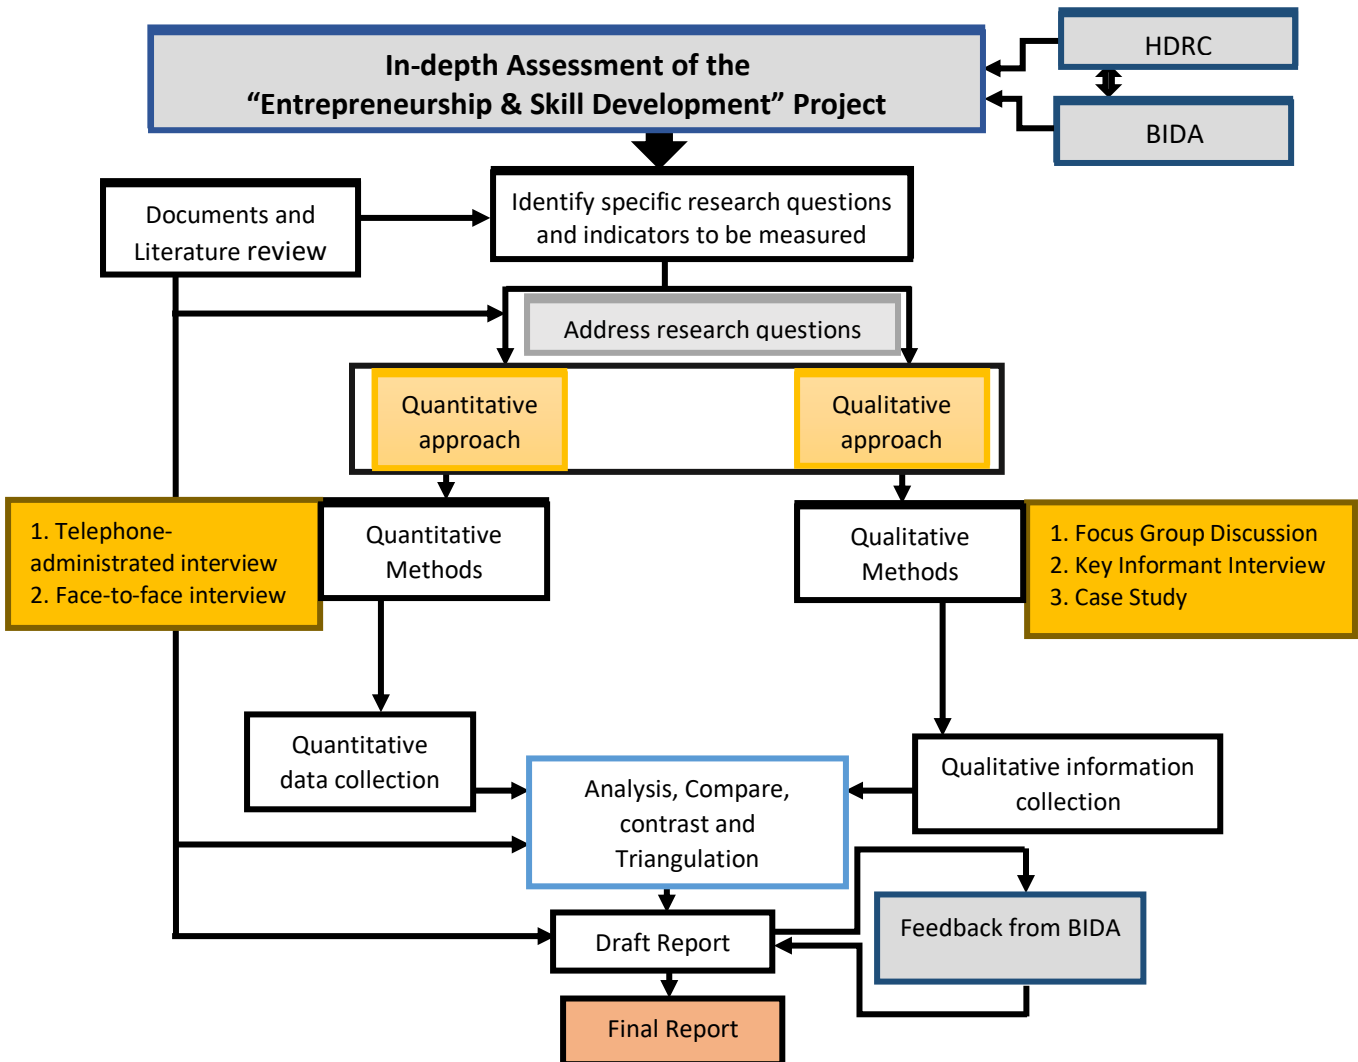 In-depth Assessment of the
“Entrepreneurship & Skill Development” Project
HDRC
BIDA
Documents and
Literature review
Identify specific research questions
and indicators to be measured
Address research questions
Quantitative
approach
Qualitative
approach
1. Telephone-
administrated interview
2. Face-to-face interview
Quantitative
Methods
Qualitative
Methods
1. Focus Group Discussion
2. Key Informant Interview
3. Case Study
Quantitative
data collection
Analysis, Compare,
contrast and
Triangulation
Qualitative information
collection
Draft Report
Feedback from BIDA
Final Report